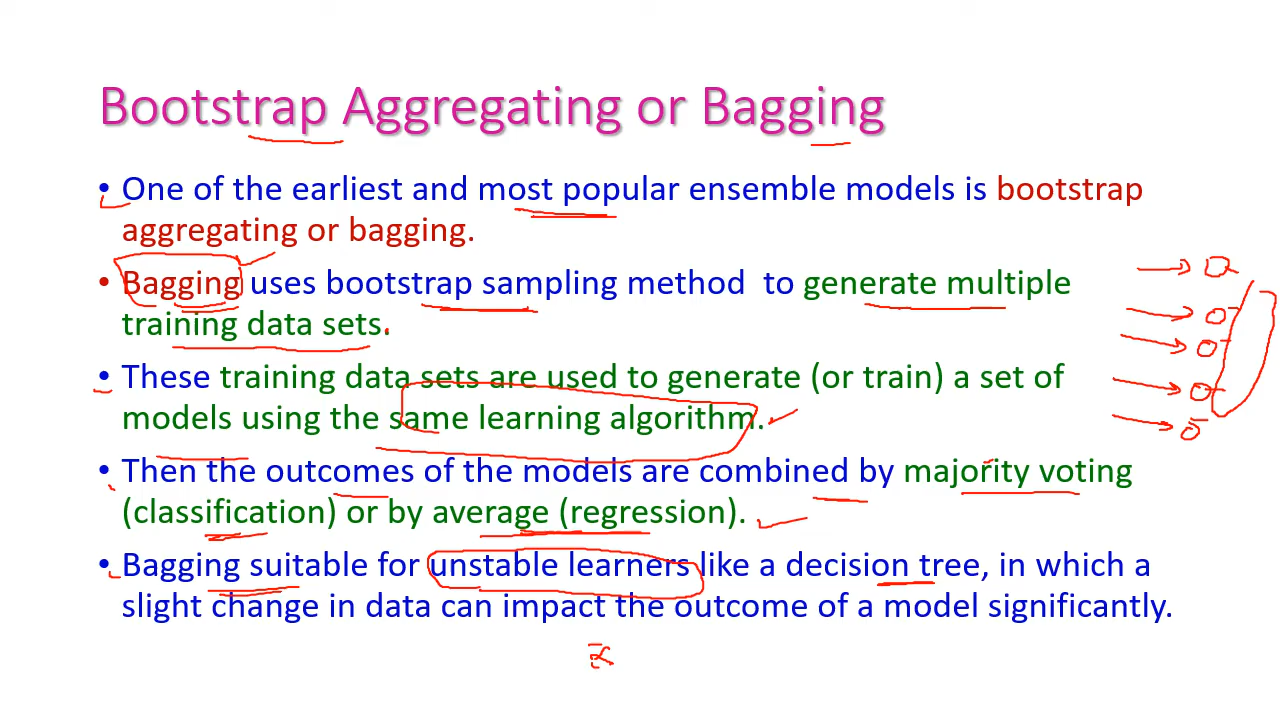 Bootstrap Aggregating or Bagging
• One of the earliest and most popular ensemble models is bootstrap
aggregating or bagging.
• Bagging uses bootstrap sampling method to generate multiple
training data sets.
• These training data sets are used to generate (or train) a set of
models using the same learning algorithm.
• Then the outcomes of the models are combined by majority voting
(classification) or by average (regression).
• Bagging suitable for unstable learners like a decision tree, in which a
slight change in data can impact the outcome of a model significantly.